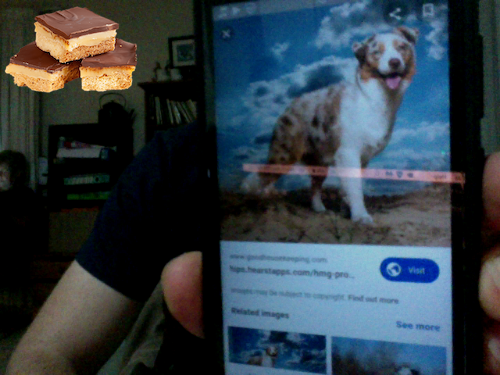 www.goodhousekeeping.com
hips.hearstapps.com/hmg-pro...
Visit
Images may be subject to copyright. Find out more
Related images
See more